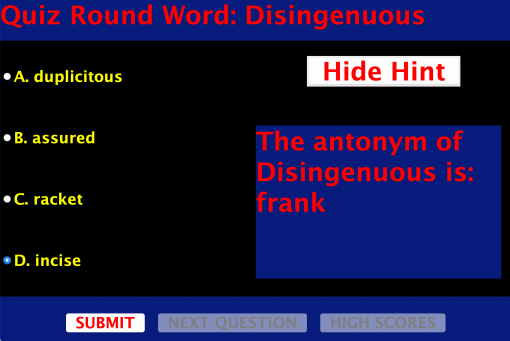 Quiz Round Word: Disingenuous
A. duplicitous
Hide Hint
B. assured
The antonym of
Disingenuous is:
frank
C. racket
D. incise
SUBMIT
NEXT QUESTION
HIGH SCORES